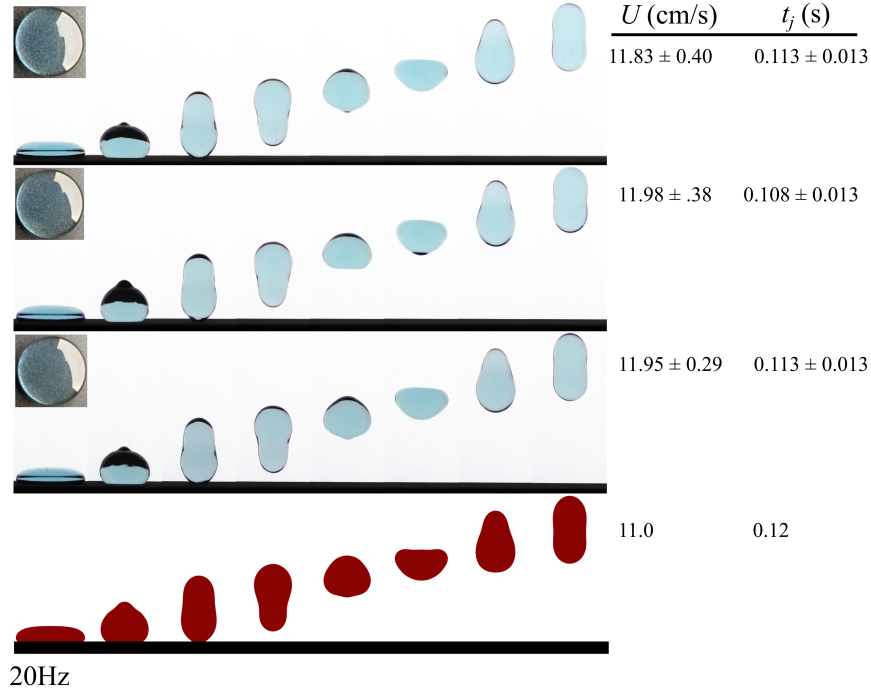 U (cm/s) tj (s)
11.83 ± 0.40 0.113 ± 0.013
11.98 ± .38 0.108 ± 0.013
11.95 ± 0.29 0.113 ± 0.013
11.0 0.12
20Hz